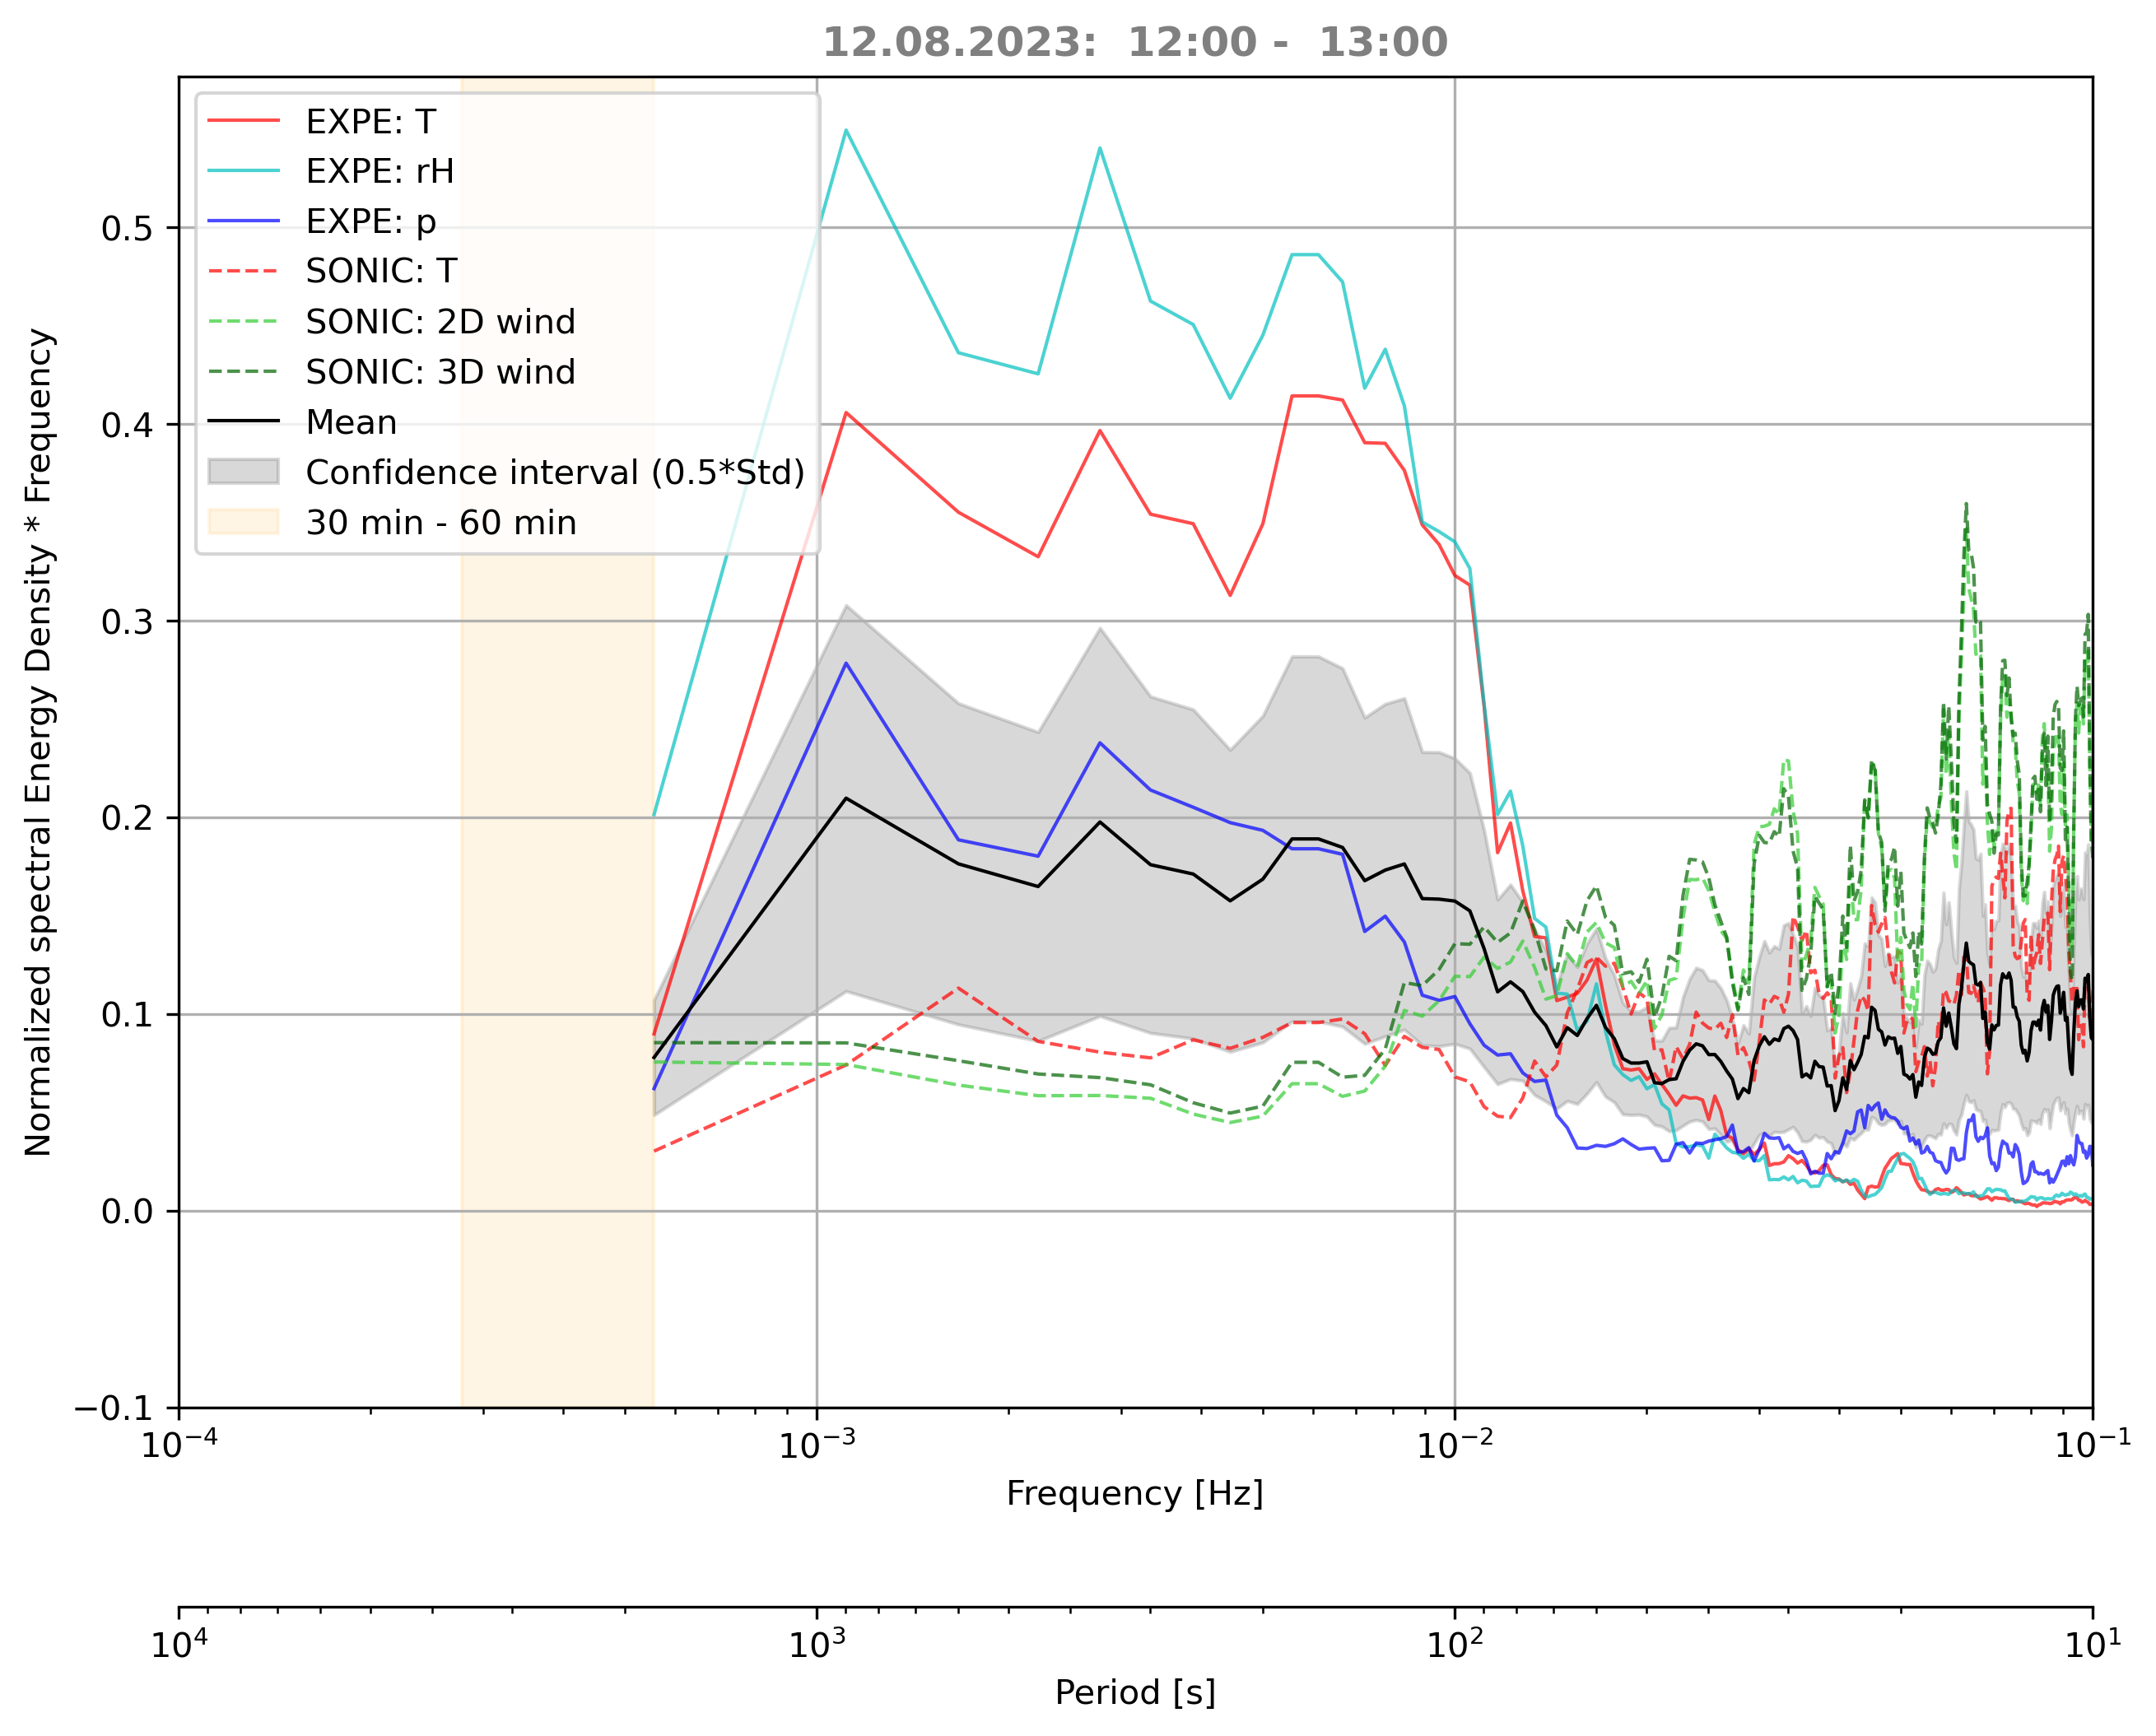 12.08.2023:  12:00 -  13:00
Normalized spectral Energy Density * Frequency
0.5
0.4
0.3
0.2
0.1
0.0
−0.1
EXPE: T
EXPE: rH
EXPE: p
SONIC: T
SONIC: 2D wind
SONIC: 3D wind
Mean
Confidence interval (0.5*Std)
30 min - 60 min
10⁻⁴ 10⁻³ 10⁻² 10⁻¹
Frequency [Hz]
10⁴ 10³ 10² 10¹
Period [s]